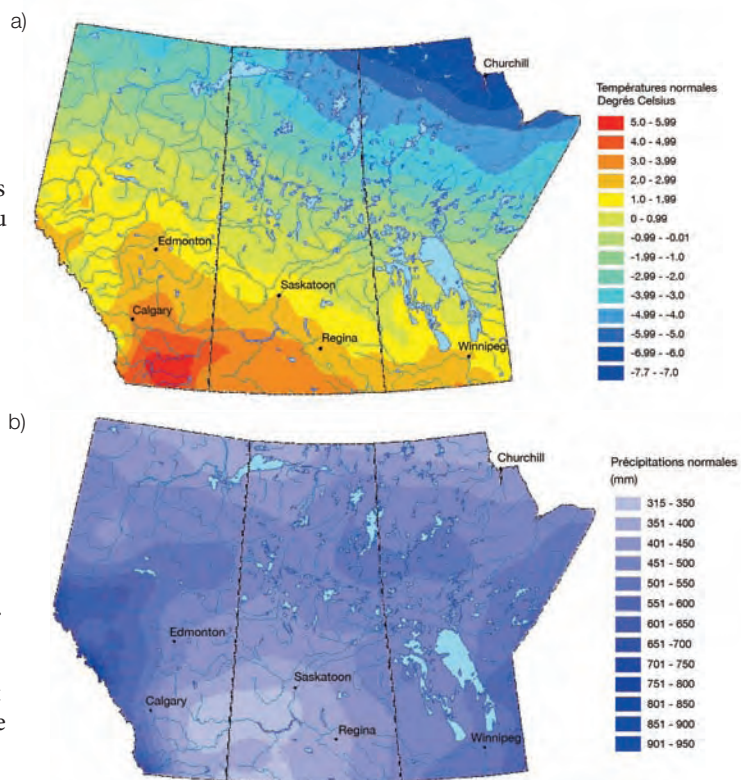 a)
Churchill
Températures normales
Degrés Celsius
5.0 - 5.99
4.0 - 4.99
3.0 - 3.99
2.0 - 2.99
1.0 - 1.99
0 - 0.99
-0.99 - -0.01
-1.99 - -1.0
-2.99 - -2.0
-3.99 - -3.0
-4.99 - -4.0
-5.99 - -5.0
-6.99 - -6.0
-7.7 - -7.0
s
u
Edmonton
Saskatoon
Calgary
Regina
Winnipeg
b)
Churchill
Précipitations normales
(mm)
315 - 350
351 - 400
401 - 450
451 - 500
501 - 550
551 - 600
601 - 650
651 -700
701 - 750
751 - 800
801 - 850
851 - 900
901 - 950
Edmonton
Saskatoon
Calgary
Regina
Winnipeg
e